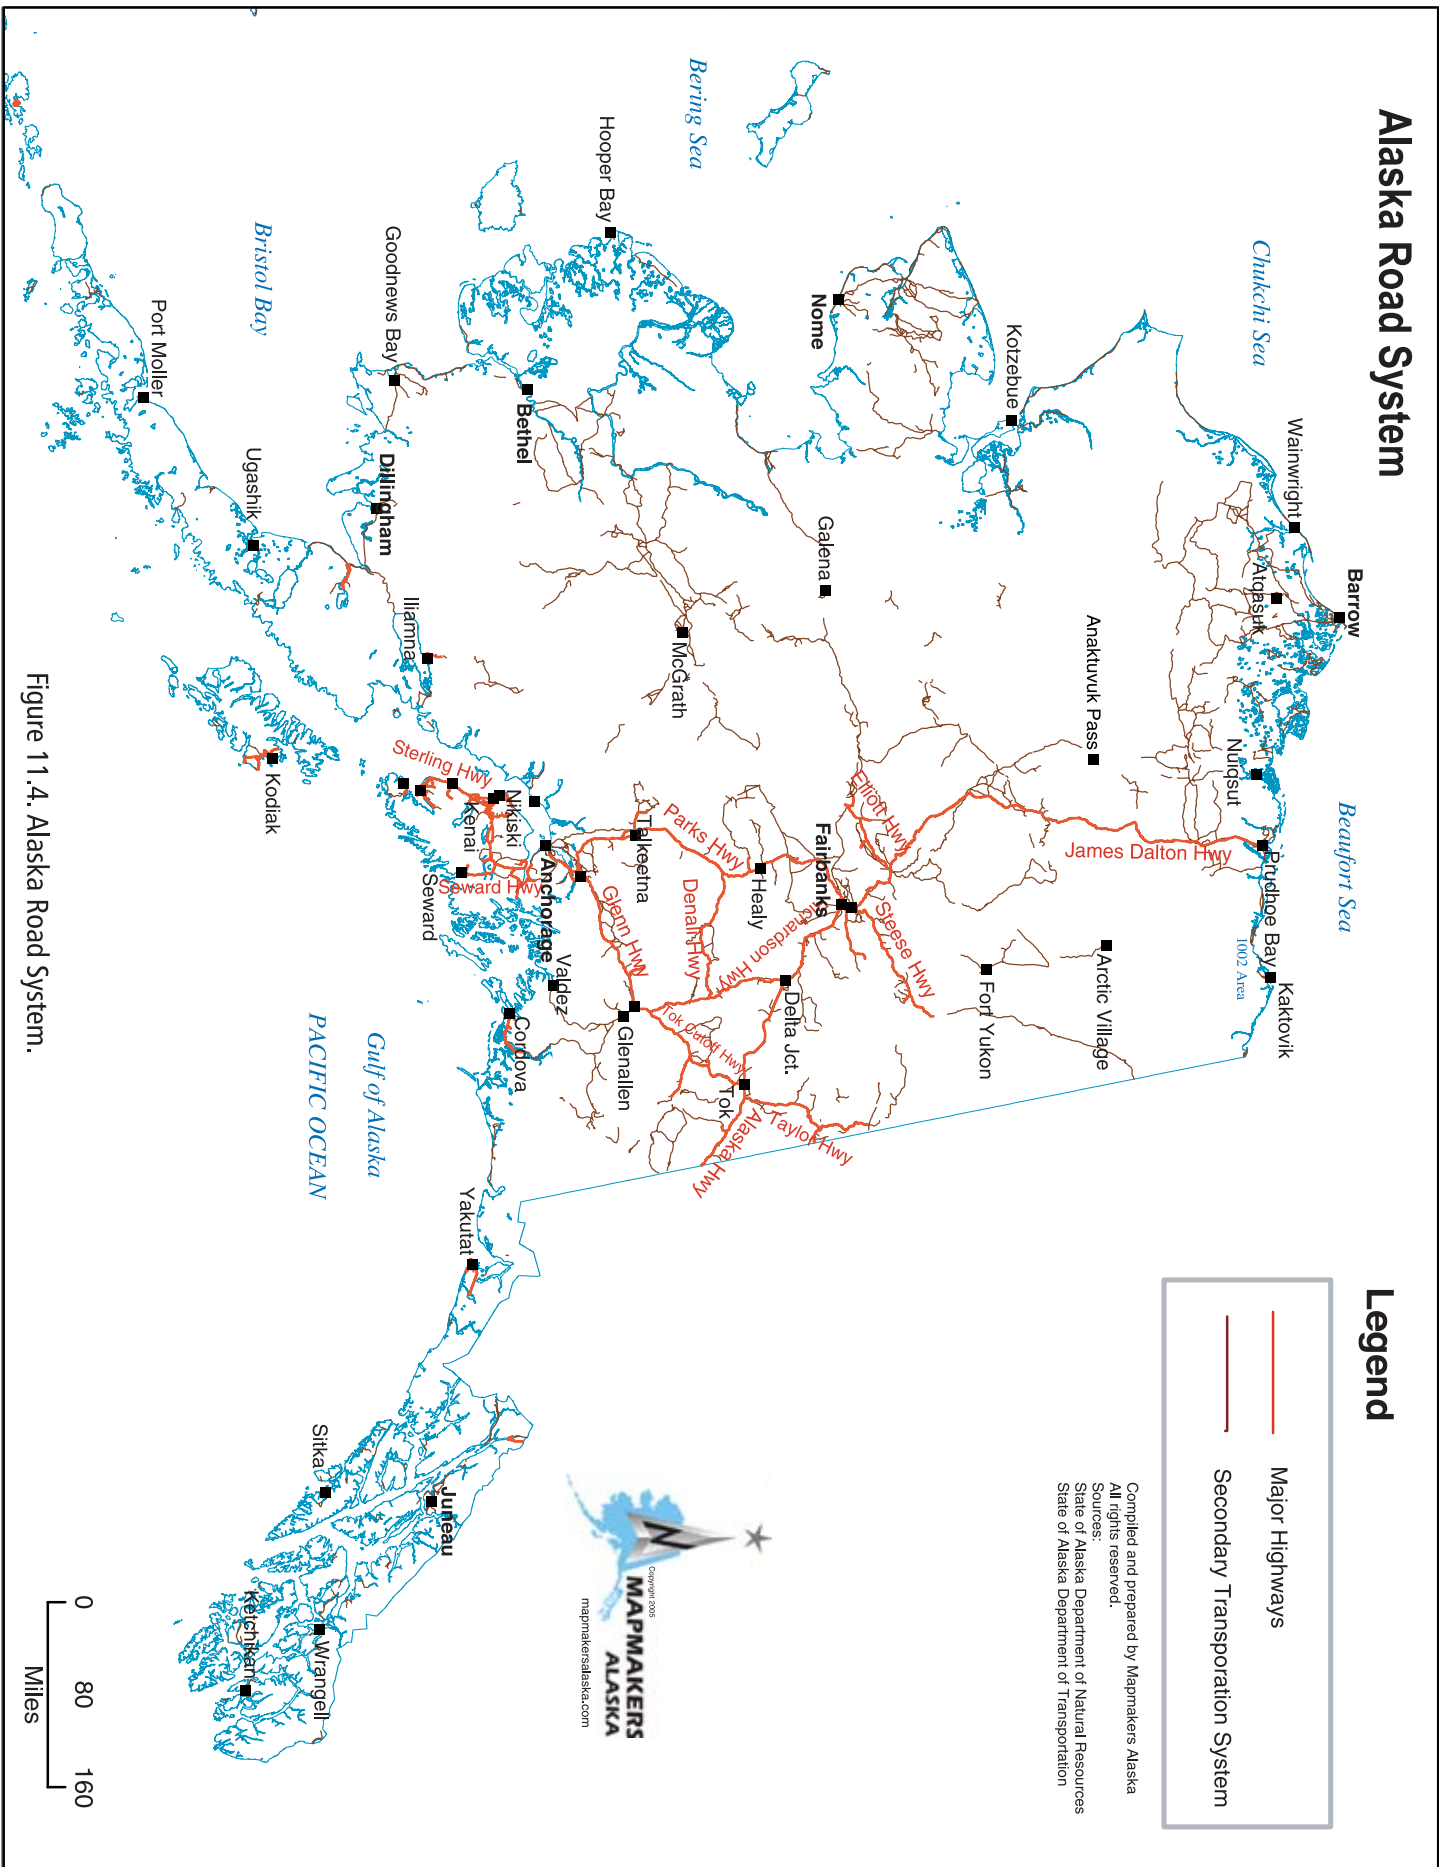 Alaska Road System
Legend
Major Highways
Secondary Transporation System
Compiled and prepared by Mapmakers Alaska
All rights reserved.
Sources:
State of Alaska Department of Natural Resources
State of Alaska Department of Transportation
Chukchi Sea
Beaufort Sea
Barrow
Wainwright
Atqasuk
Nuiqsut
Prudhoe Bay
1002 Area
Kaktovik
James Dalton Hwy
Anaktuvuk Pass
Arctic Village
Kotzebue
Fort Yukon
Nome
Galena
Elliott Hwy
Steese Hwy
Fairbanks
Bering Sea
Hooper Bay
McGrath
Parks Hwy
Healy
Denali Hwy
Richardson Hwy
Delta Jct.
Tok Cutoff Hwy
Tok
Taylor Hwy
Alaska Hwy
Talkeetna
Glenn Hwy
Glenallen
Bethel
Anchorage
Valdez
Cordova
Nikiski
Kenai
Sterling Hwy
Seward Hwy
Seward
Goodnews Bay
Dillingham
Iliamna
Yakutat
Juneau
Bristol Bay
Ugashik
Kodiak
Gulf of Alaska
PACIFIC OCEAN
Sitka
Wrangell
Ketchikan
Port Moller
N
Copyright 2005
MAPMAKERS
ALASKA
mapmakersalaska.com
0 80 160
Miles
Figure 11.4. Alaska Road System.